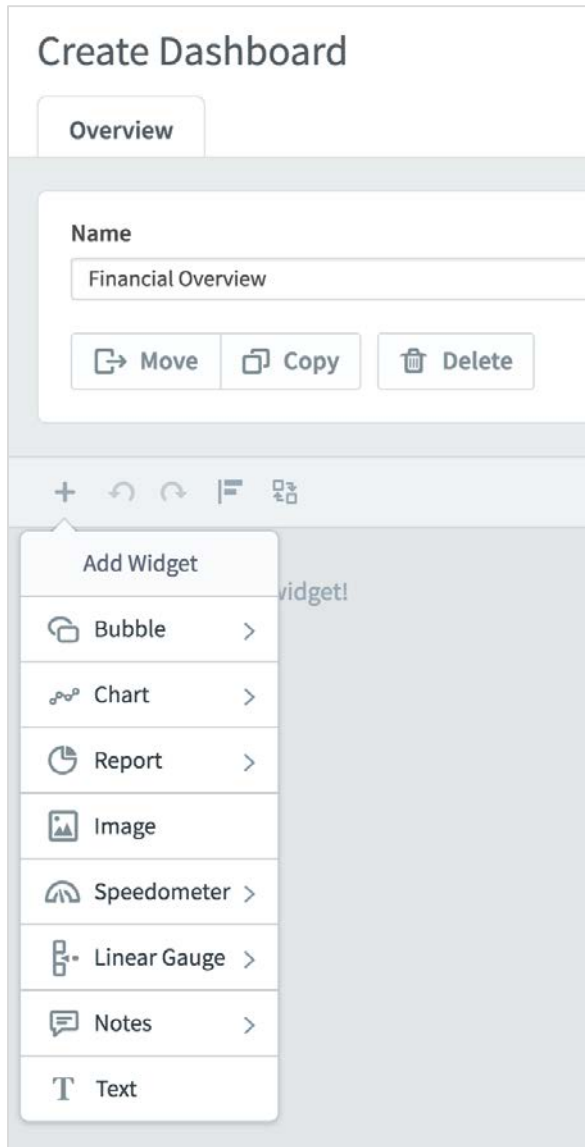 Create Dashboard
Overview
Name
Financial Overview
Move Copy Delete
Add Widget
widget!
Bubble
Chart
Report
Image
Speedometer
Linear Gauge
Notes
Text